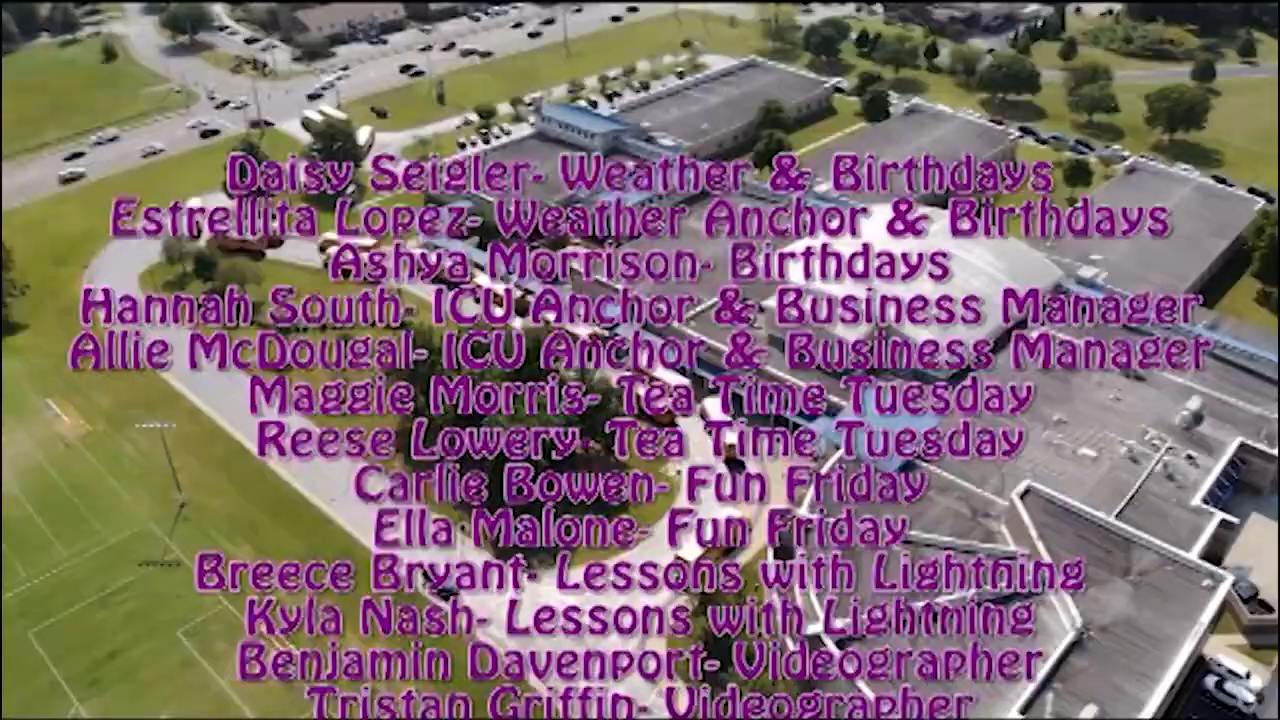 Daisy Seigler- Weather & Birthdays
Estrellita Lopez- Weather Anchor & Birthdays
Ashya Morrison- Birthdays
Hannah South- ICU Anchor & Business Manager
Allie McDougal- ICU Anchor & Business Manager
Maggie Morris- Tea Time Tuesday
Reese Lowery- Tea Time Tuesday
Carlie Bowen- Fun Friday
Ella Malone- Fun Friday
Breece Bryant- Lessons with Lightning
Kyla Nash- Lessons with Lightning
Benjamin Davenport- Videographer
Tristan Griffin- Videographer